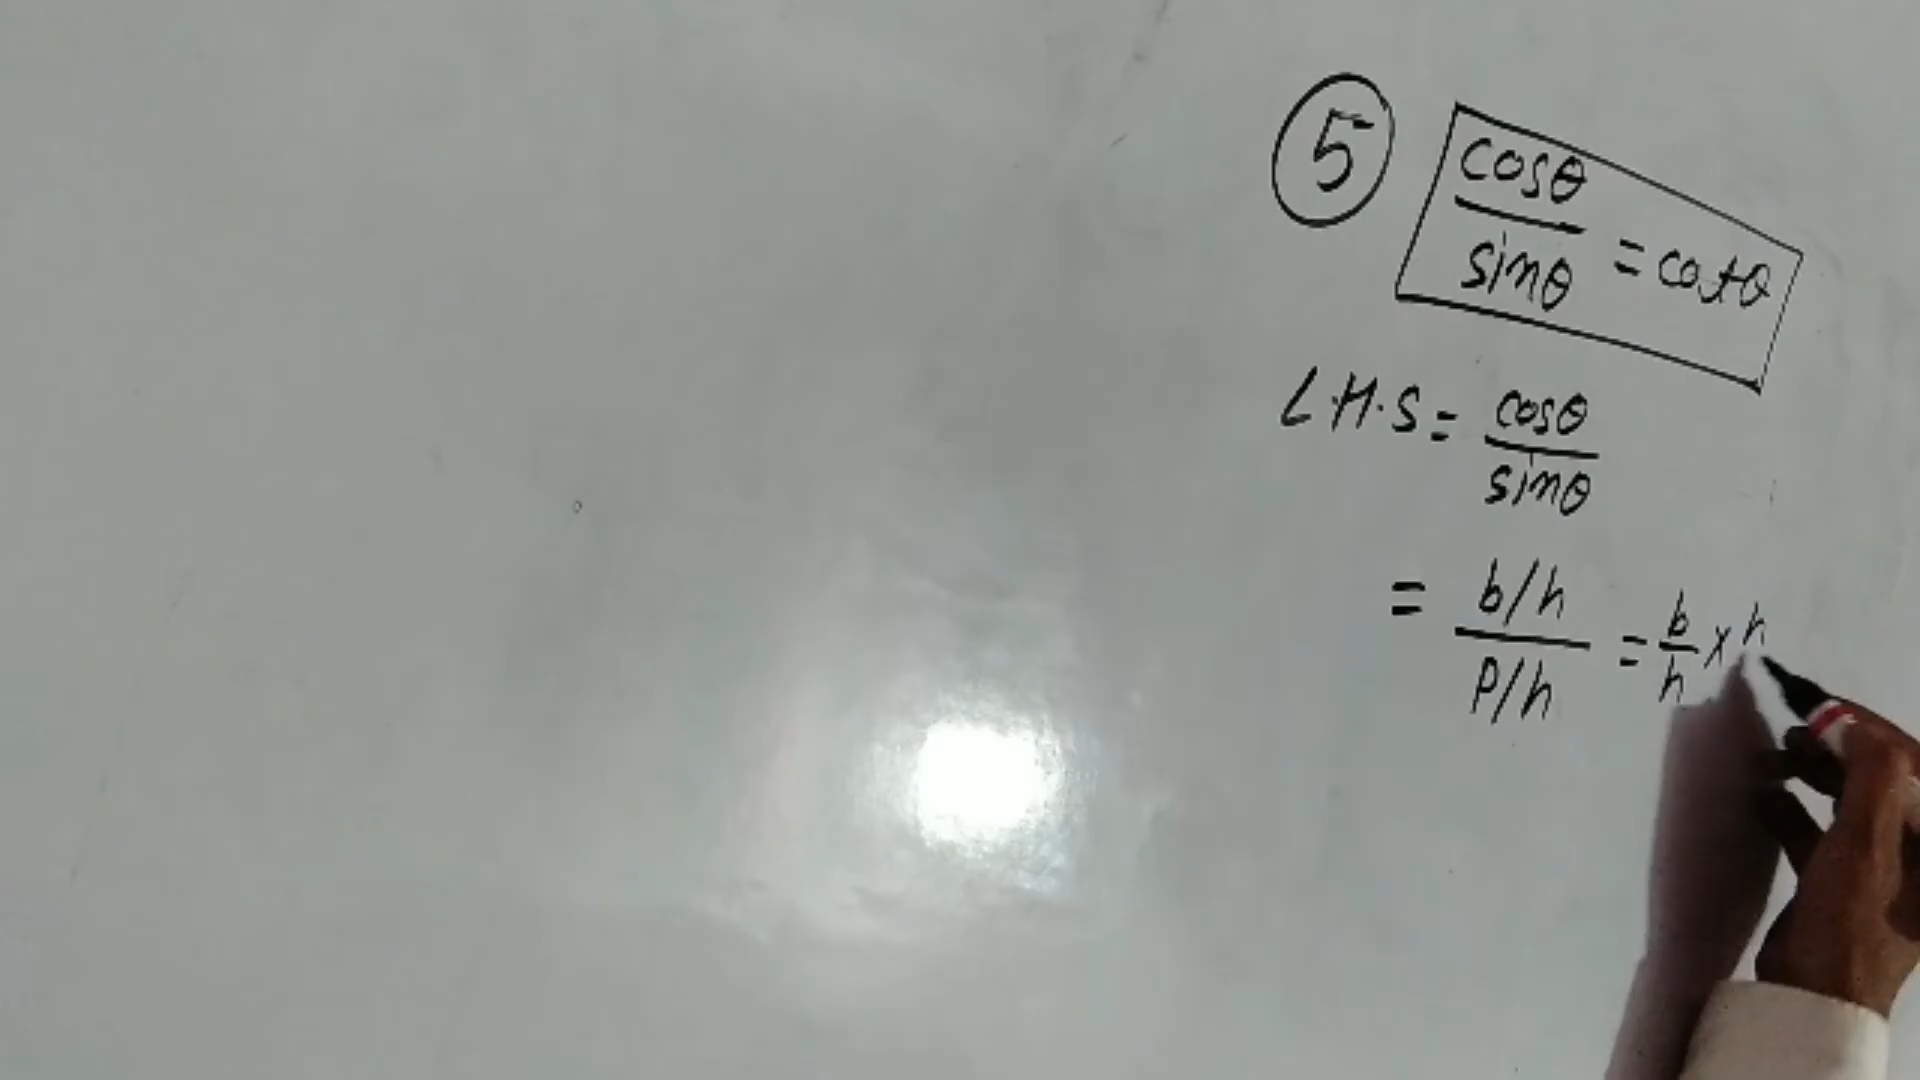 5 cosθ/sinθ = cotθ
L.H.S = cosθ/sinθ
= b/h / P/h = b/h × h